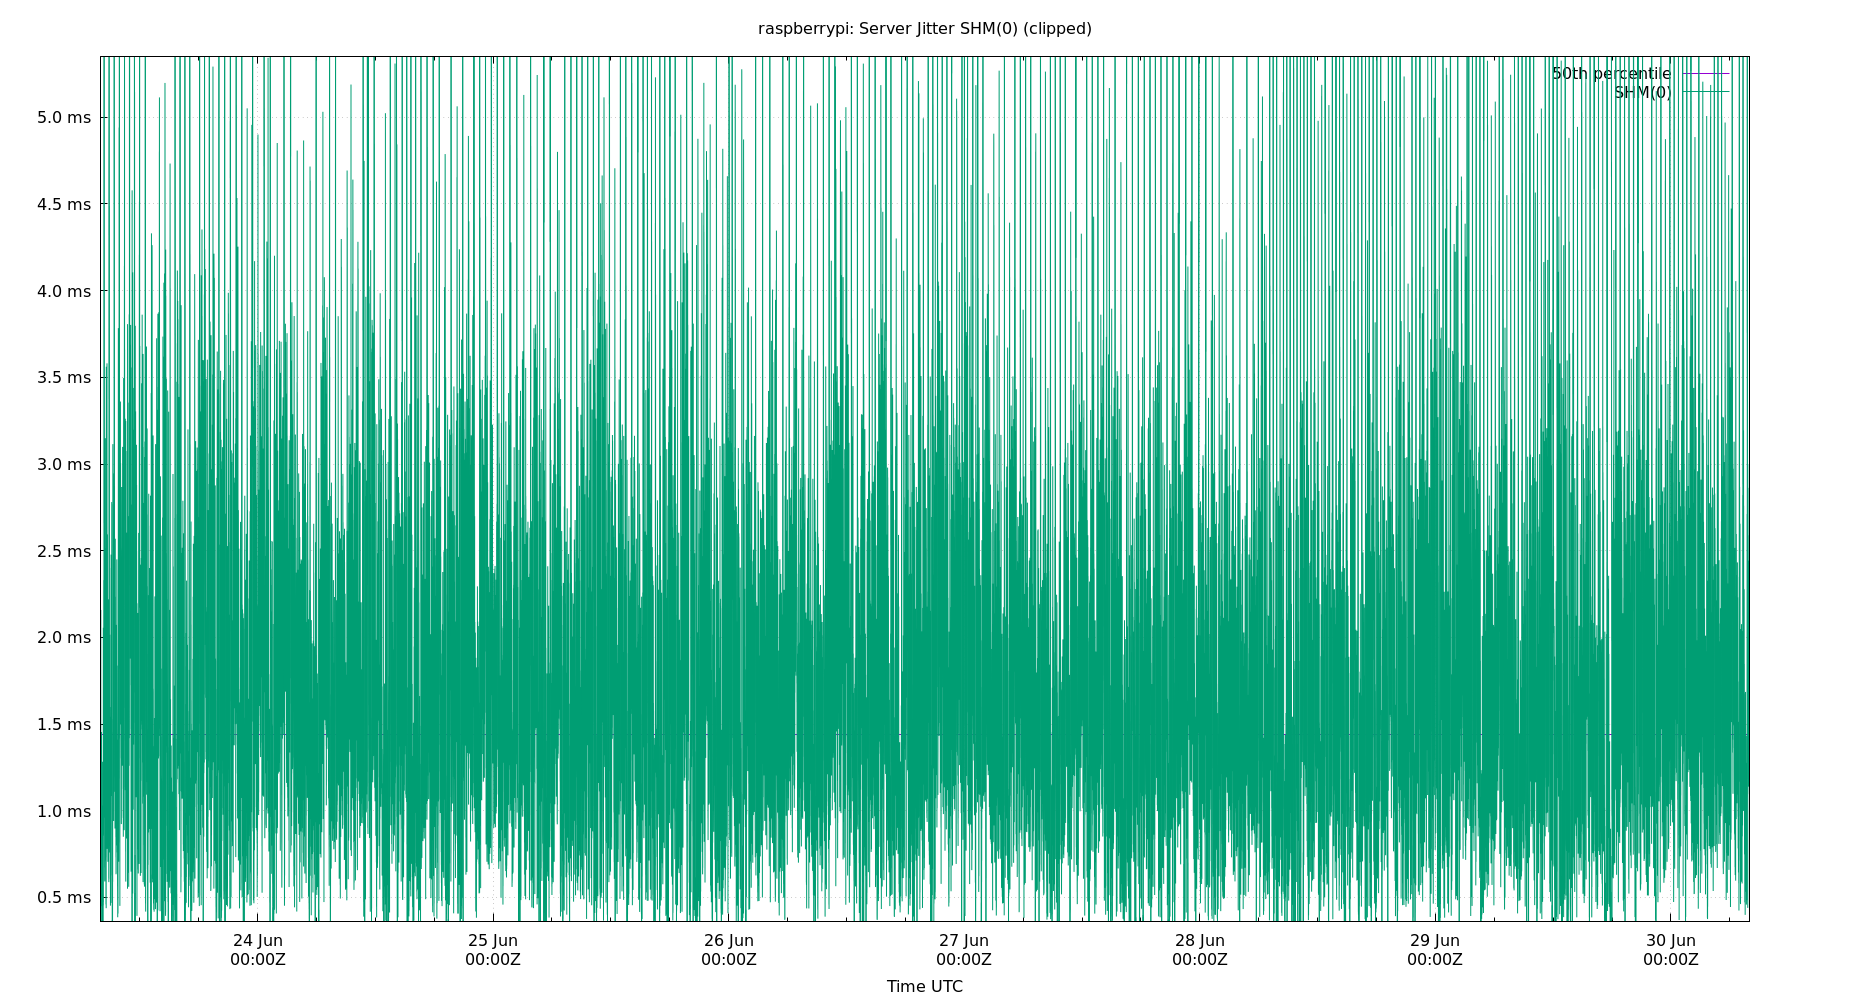 raspberrypi: Server Jitter SHM(0) (clipped)
50th percentile
SHM(0)
5.0 ms
4.5 ms
4.0 ms
3.5 ms
3.0 ms
2.5 ms
2.0 ms
1.5 ms
1.0 ms
0.5 ms
24 Jun 25 Jun 26 Jun 27 Jun 28 Jun 29 Jun 30 Jun
00:00Z 00:00Z 00:00Z 00:00Z 00:00Z 00:00Z 00:00Z
Time UTC